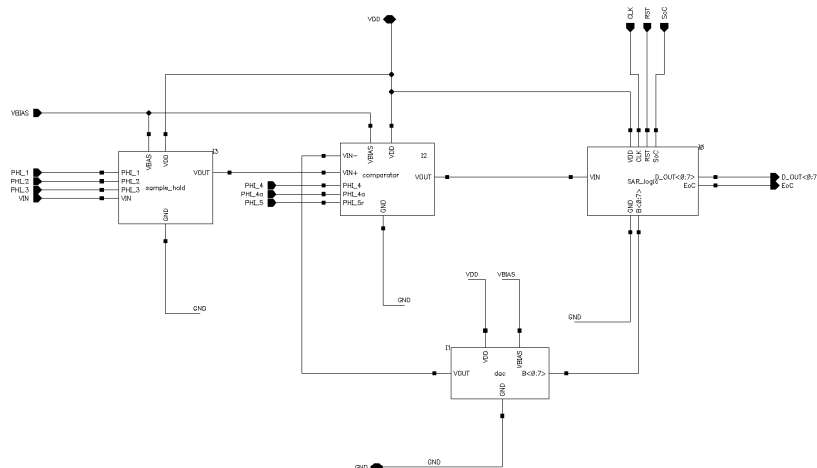 CLK
RST
SoC
VDD
VBIAS
I3
VBIAS
VDD
PHI_1
PHI_2
PHI_3
VIN
PHI_1
PHI_2
PHI_3
VIN
VOUT
sample_hold
GND
GND
I2
VBIAS
VDD
VIN-
VIN+
comparator
VOUT
PHI_4
PHI_4a
PHI_5
PHI_4
PHI_4a
PHI_5r
GND
GND
I0
VDD
CLK
RST
SoC
VIN
SAR_logic
D_OUT<0:7>
EoC
GND
B<0:7>
D_OUT<0:7
EoC
GND
VDD
VBIAS
I1
VDD
VBIAS
VOUT
dac
B<0:7>
GND
GND
GND